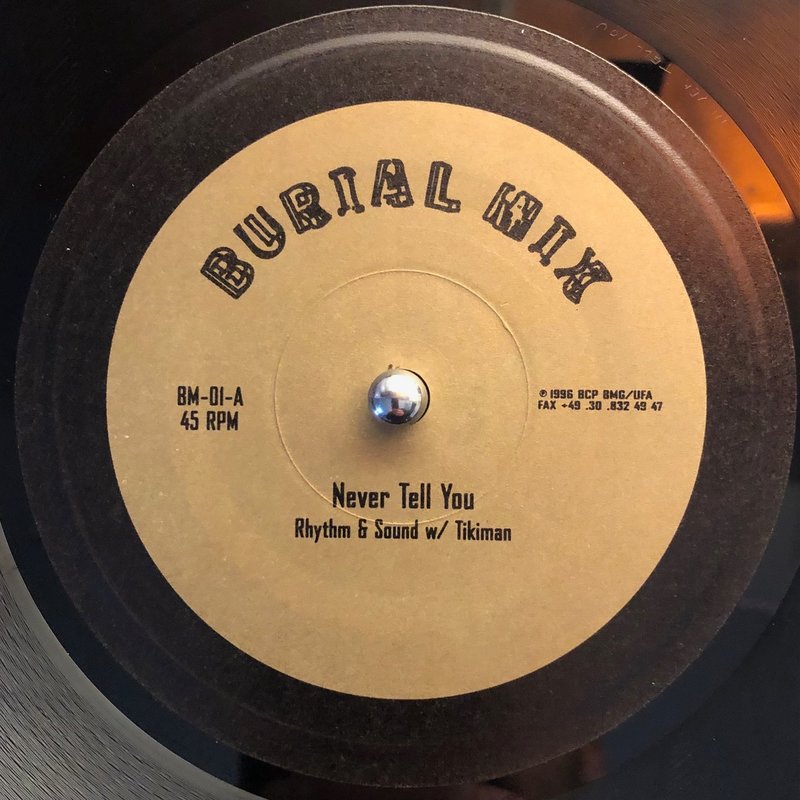 BURIAL MIX
BM-01-A
45 RPM
℗ 1996 BCP BMG/UFA
FAX +49 .30 .832 49 47
Never Tell You
Rhythm & Sound w/ Tikiman